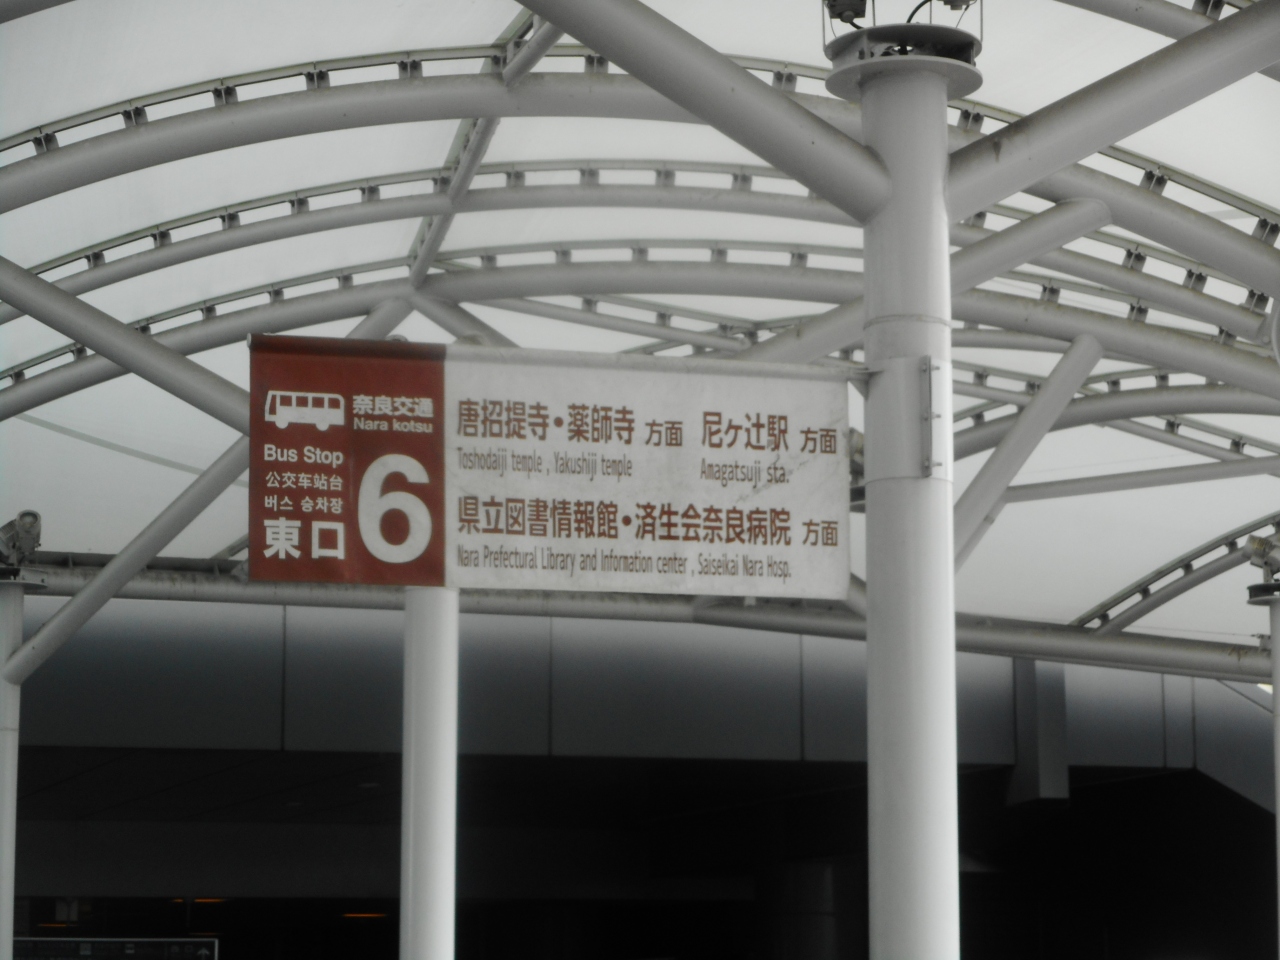 奈良交通
Nara kotsu
Bus Stop
公交车站台
버스 승차장
東口
6
唐招提寺・薬師寺 方面 尼ヶ辻駅 方面
Toshodaiji temple , Yakushiji temple Amagatsuji sta.
県立図書情報館・済生会奈良病院 方面
Nara Prefectural Library and Information center , Saiseikai Nara Hosp.